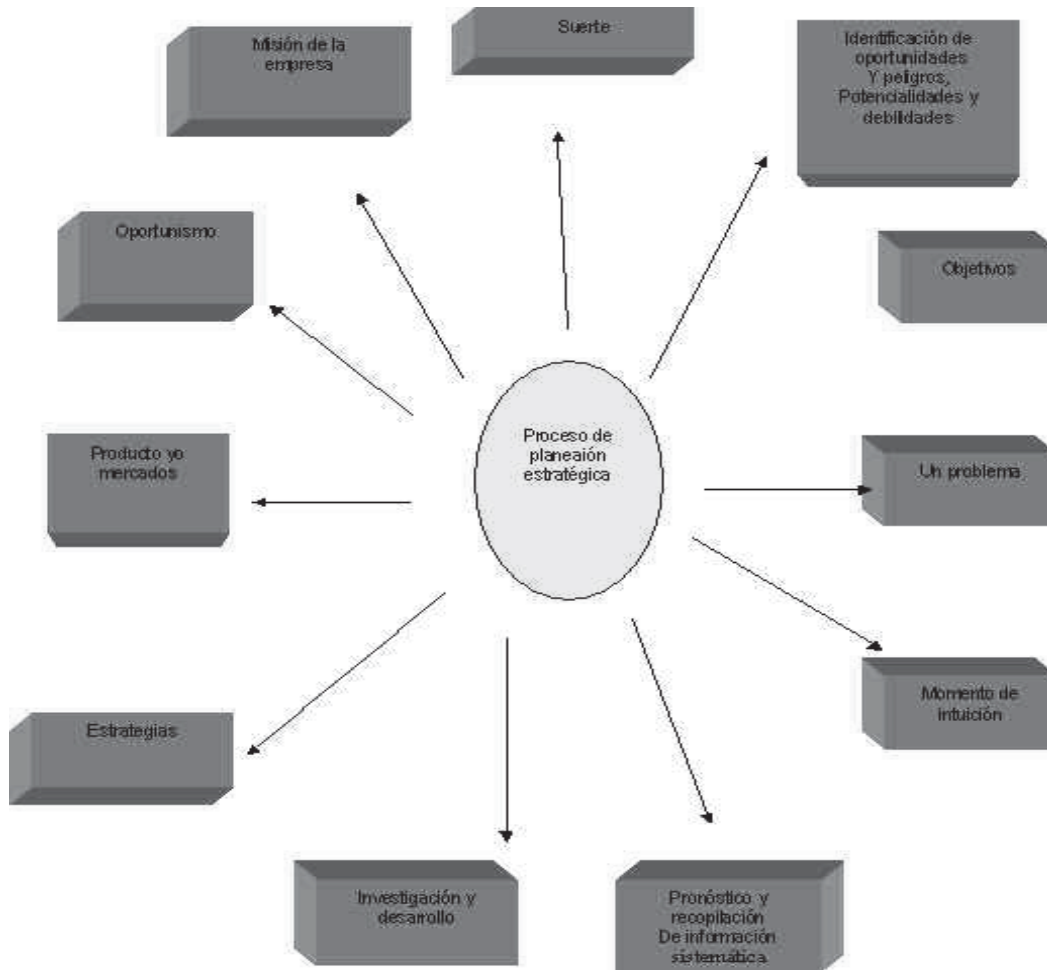 Misión de la
empresa
Suerte
Identificación de
oportunidades
Y peligros,
Potencialidades y
debilidades
Oportunismo
Objetivos
Proceso de
planeaión
estratégica
Producto yo
mercados
Un problema
Momento de
intuición
Estrategias
Investigación y
desarrollo
Pronóstico y
recopilación
De información
sistemática.